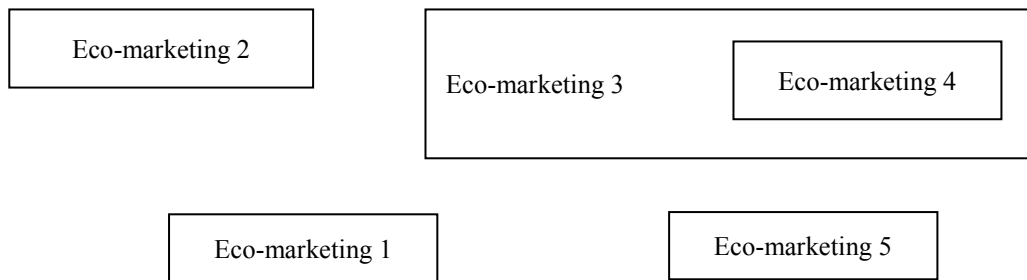 Eco-marketing 2
Eco-marketing 3
Eco-marketing 4
Eco-marketing 1
Eco-marketing 5